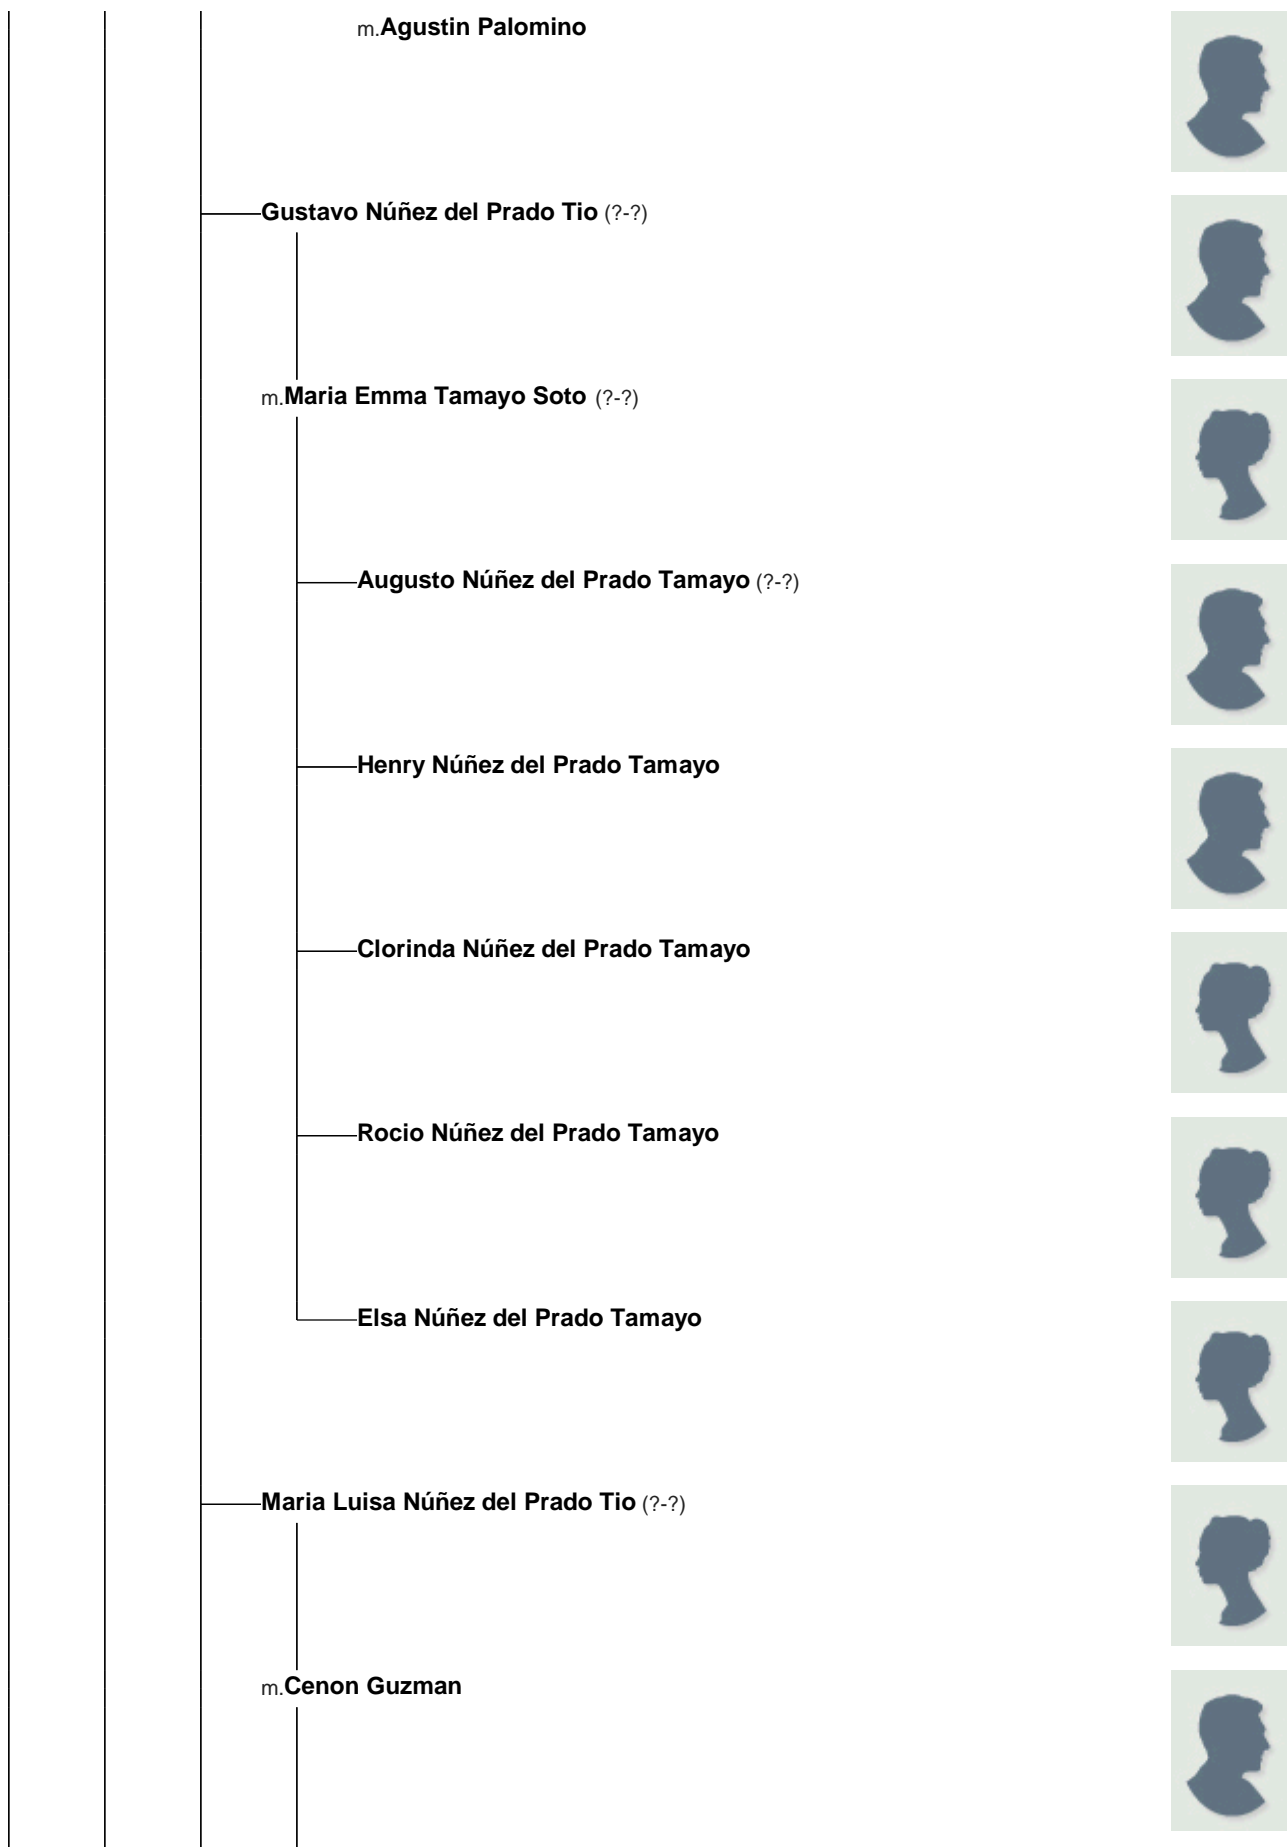 m.Agustin Palomino
Gustavo Núñez del Prado Tio (?-?)
m.Maria Emma Tamayo Soto (?-?)
Augusto Núñez del Prado Tamayo (?-?)
Henry Núñez del Prado Tamayo
Clorinda Núñez del Prado Tamayo
Rocio Núñez del Prado Tamayo
Elsa Núñez del Prado Tamayo
Maria Luisa Núñez del Prado Tio (?-?)
m.Cenon Guzman